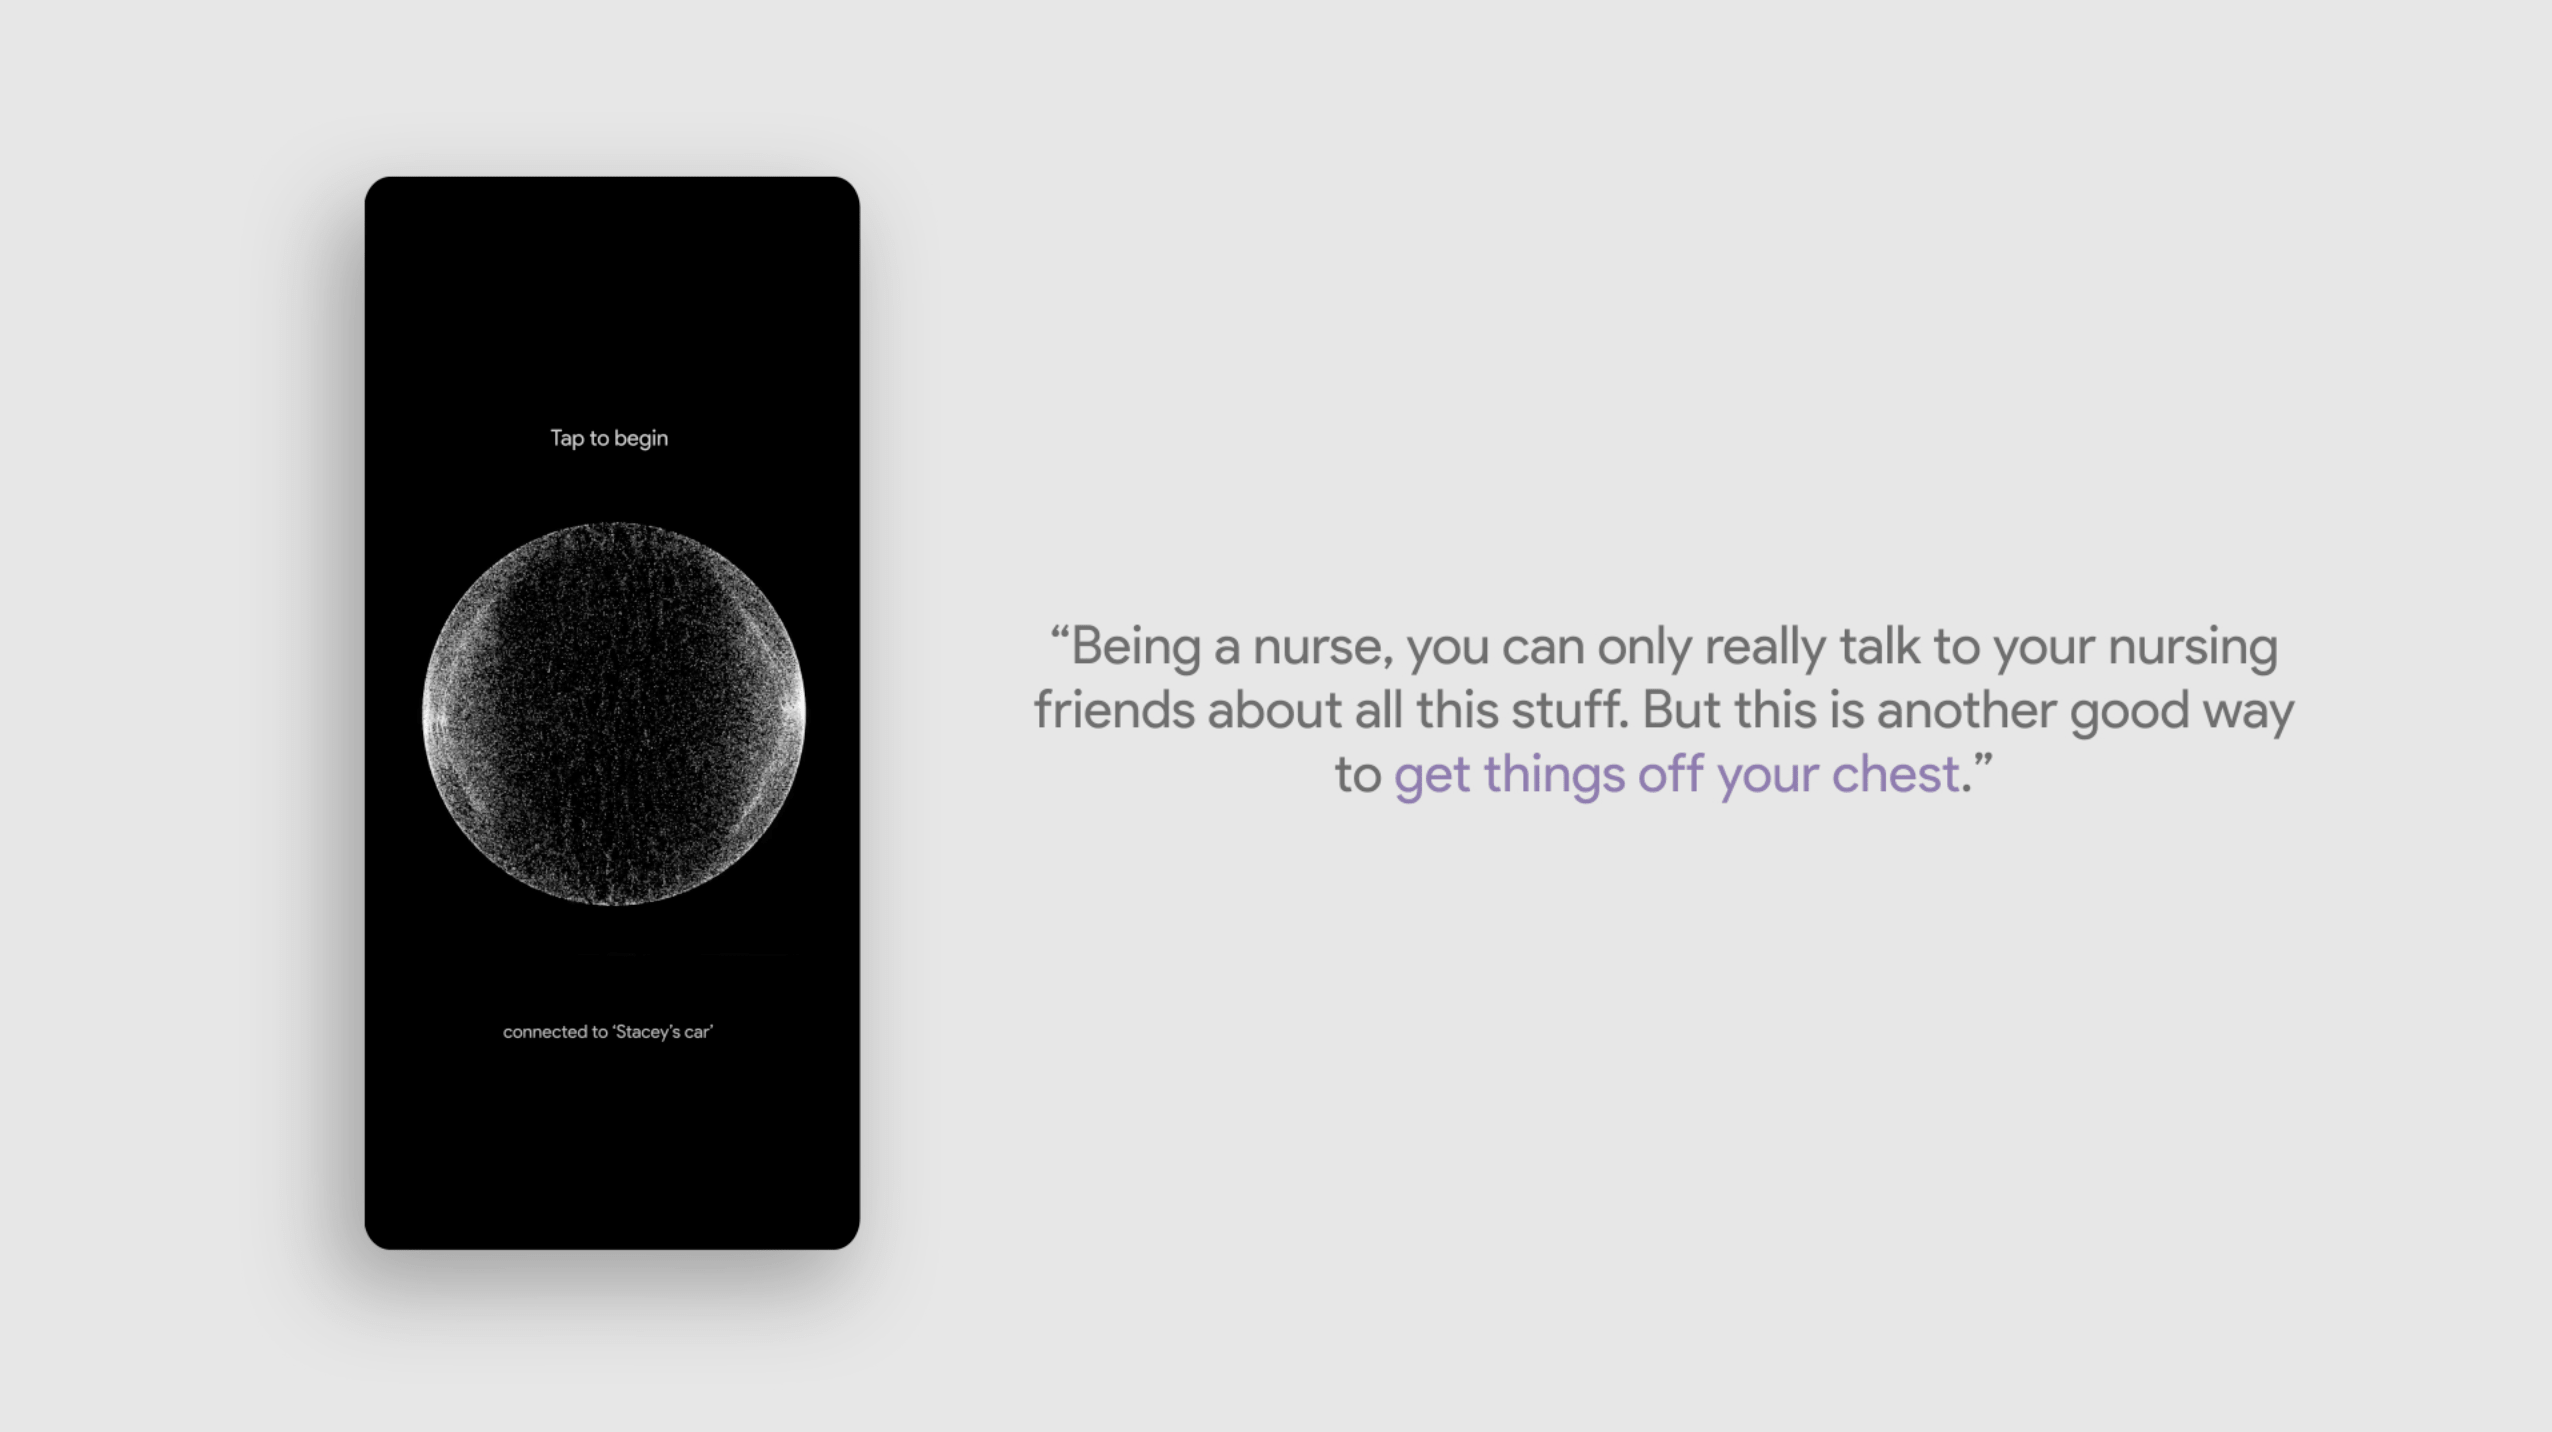 Tap to begin
connected to ‘Stacey’s car’
“Being a nurse, you can only really talk to your nursing
friends about all this stuff. But this is another good way
to get things off your chest.”